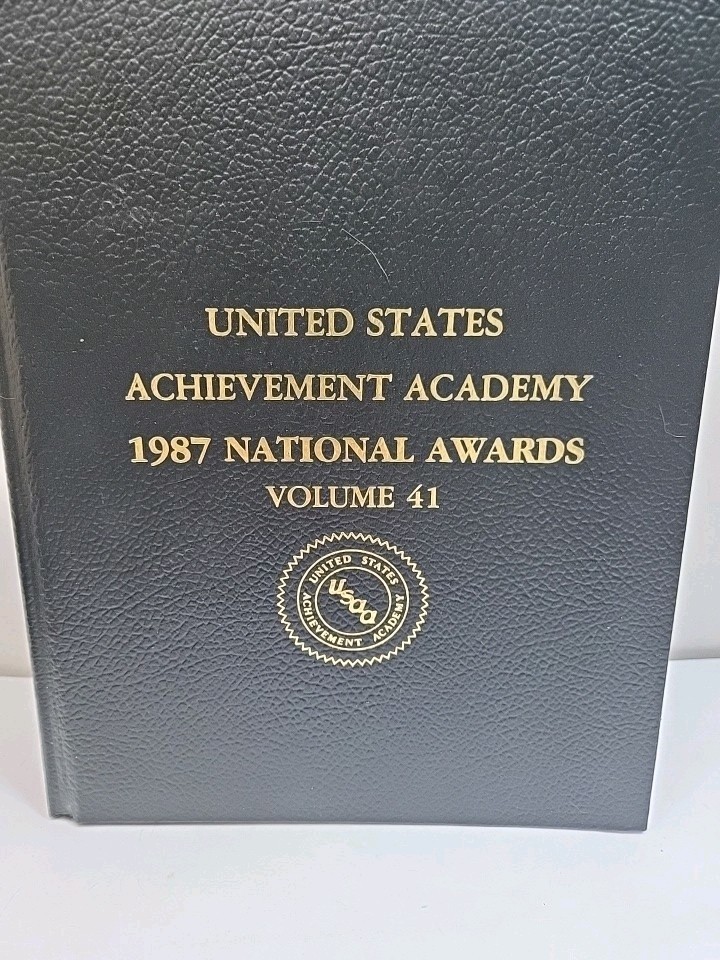 UNITED STATES
ACHIEVEMENT ACADEMY
1987 NATIONAL AWARDS
VOLUME 41
UNITED STATES
usaa
ACHIEVEMENT ACADEMY